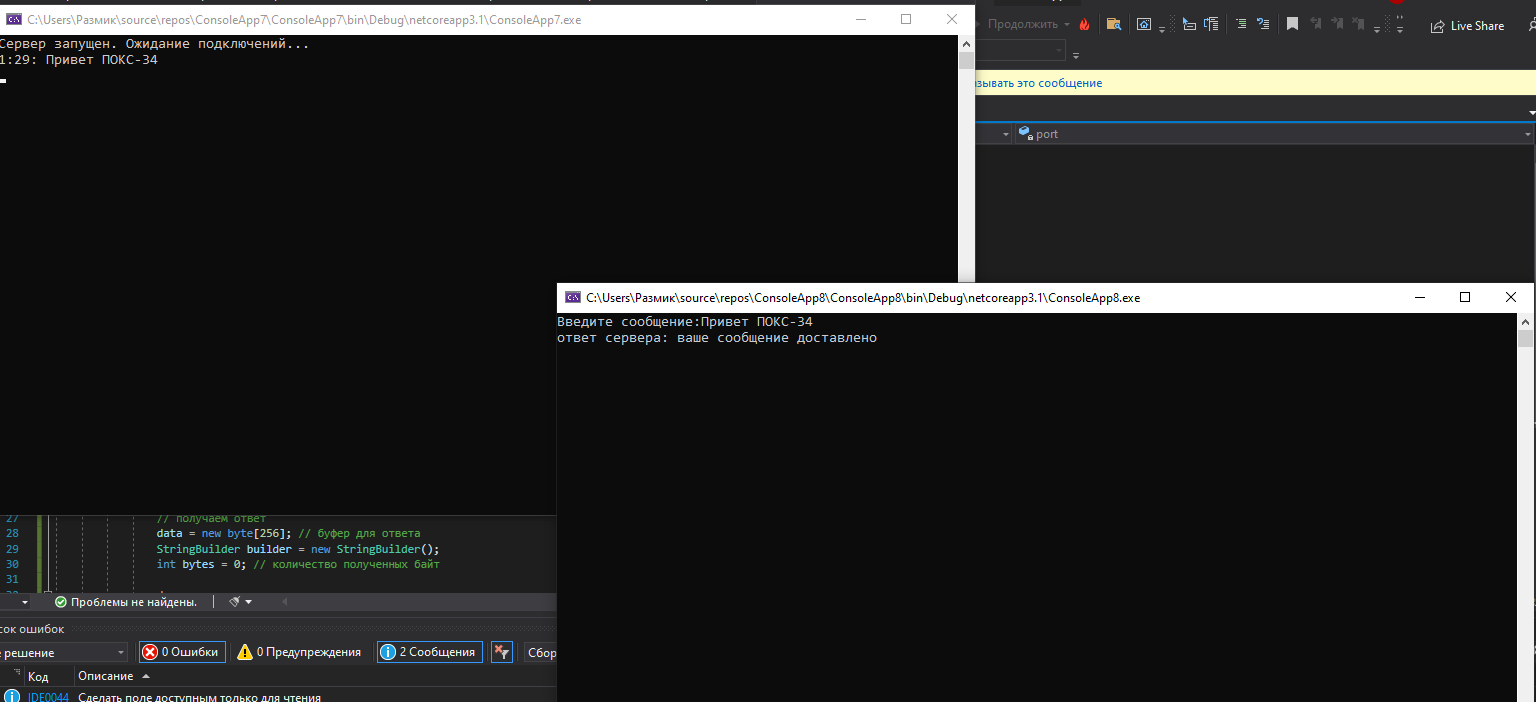 C:\Users\Размик\source\repos\ConsoleApp7\ConsoleApp7\bin\Debug\netcoreapp3.1\ConsoleApp7.exe
Продолжить
Live Share
Сервер запущен. Ожидание подключений...
1:29: Привет ПОКС-34
это сообщение
port
C:\Users\Размик\source\repos\ConsoleApp8\ConsoleApp8\bin\Debug\netcoreapp3.1\ConsoleApp8.exe
Введите сообщение:Привет ПОКС-34
ответ сервера: ваше сообщение доставлено
27 // получаем ответ
28 data = new byte[256]; // буфер для ответа
29 StringBuilder builder = new StringBuilder();
30 int bytes = 0; // количество полученных байт
31
Проблемы не найдены.
ошибок
решение
0 Ошибки
0 Предупреждения
2 Сообщения
Код
Описание
IDE0044 Сделать поле доступным только для чтения